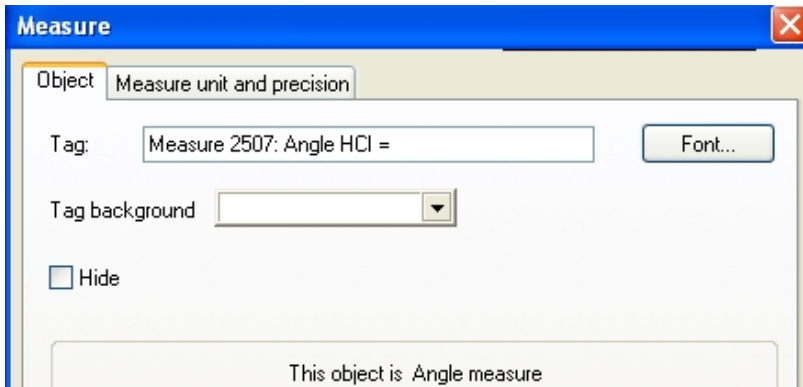 Measure
Object Measure unit and precision
Tag: Measure 2507: Angle HCI = Font...
Tag background
Hide
This object is Angle measure